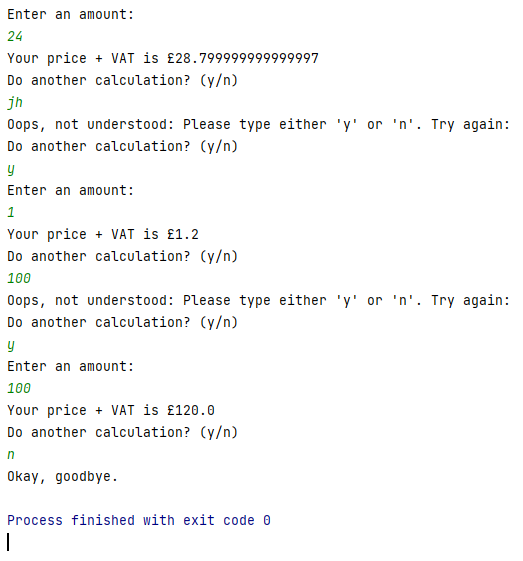 Enter an amount:
24
Your price + VAT is £28.799999999999997
Do another calculation? (y/n)
jh
Oops, not understood: Please type either 'y' or 'n'. Try again:
Do another calculation? (y/n)
y
Enter an amount:
1
Your price + VAT is £1.2
Do another calculation? (y/n)
100
Oops, not understood: Please type either 'y' or 'n'. Try again:
Do another calculation? (y/n)
y
Enter an amount:
100
Your price + VAT is £120.0
Do another calculation? (y/n)
n
Okay, goodbye.
Process finished with exit code 0